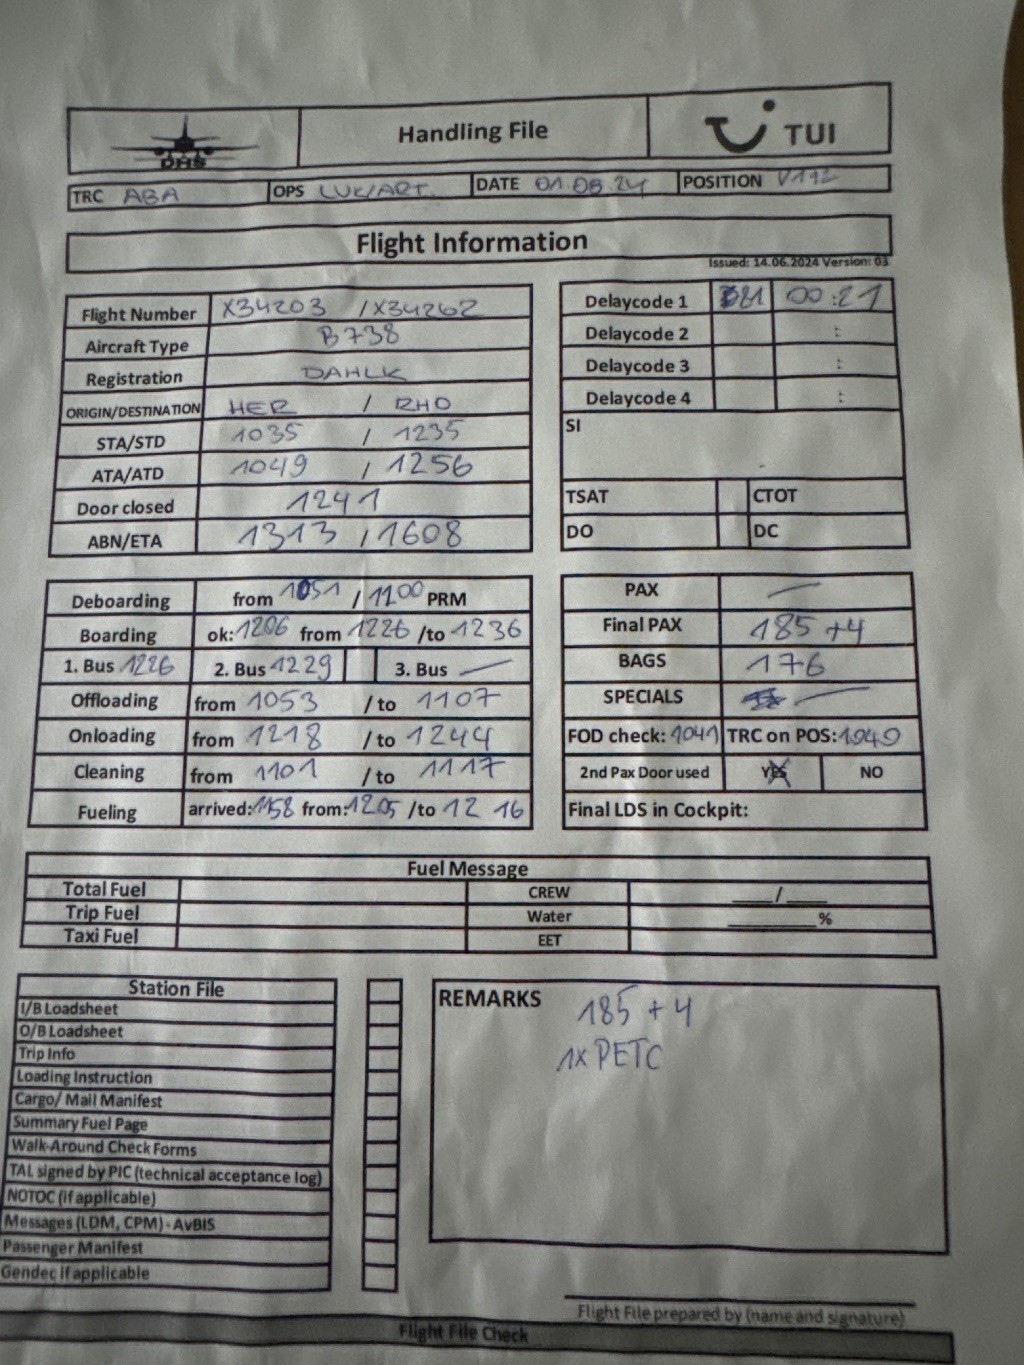 DHS Handling File TUI
TRC ABA OPS LUK/ART. DATE 01.08.24 POSITION V192
Flight Information
Issued: 14.06.2024 Version: 03
Flight Number X34203 / X34262
Aircraft Type B738
Registration DAHLK
ORIGIN/DESTINATION HER / RHO
STA/STD 1035 / 1235
ATA/ATD 1049 / 1256
Door closed 1241
ABN/ETA 1313 / 1608
Delaycode 1 81 00:21
Delaycode 2 :
Delaycode 3 :
Delaycode 4 :
SI
TSAT CTOT
DO DC
Deboarding from 1051 / 1100 PRM
Boarding ok: 1206 from 1226 /to 1236
1. Bus 1226 2. Bus 1229 3. Bus —
Offloading from 1053 /to 1107
Onloading from 1218 /to 1244
Cleaning from 1101 /to 1117
Fueling arrived: 1158 from: 1205 /to 12 16
PAX —
Final PAX 185 +4
BAGS 176
SPECIALS —
FOD check: 1041 TRC on POS: 1040
2nd Pax Door used YES NO
Final LDS in Cockpit:
Fuel Message
Total Fuel CREW ____/____
Trip Fuel Water ________%
Taxi Fuel EET
Station File
I/B Loadsheet
O/B Loadsheet
Trip Info
Loading Instruction
Cargo/ Mail Manifest
Summary Fuel Page
Walk-Around Check Forms
TAL signed by PIC (technical acceptance log)
NOTOC (if applicable)
Messages (LDM, CPM) - AvBIS
Passenger Manifest
Gendec if applicable
REMARKS 185 + 4
1x PETC
Flight File prepared by (name and signature)
Flight File Check